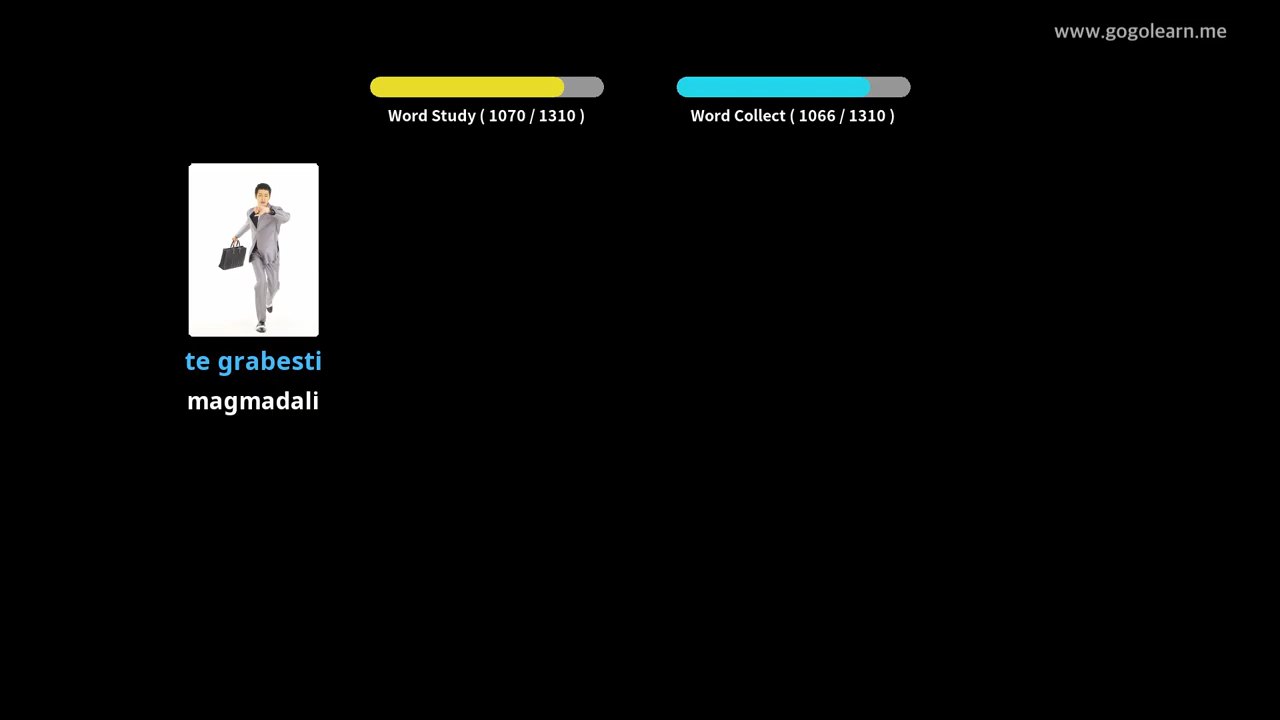 www.gogolearn.me
Word Study ( 1070 / 1310 )
Word Collect ( 1066 / 1310 )
te grabesti
magmadali